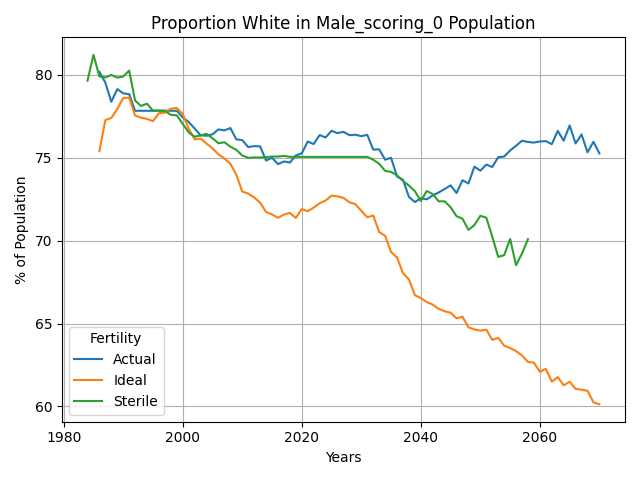 Proportion White in Male_scoring_0 Population
% of Population
80
75
70
65
60
Fertility
Actual
Ideal
Sterile
1980
2000
2020
2040
2060
Years